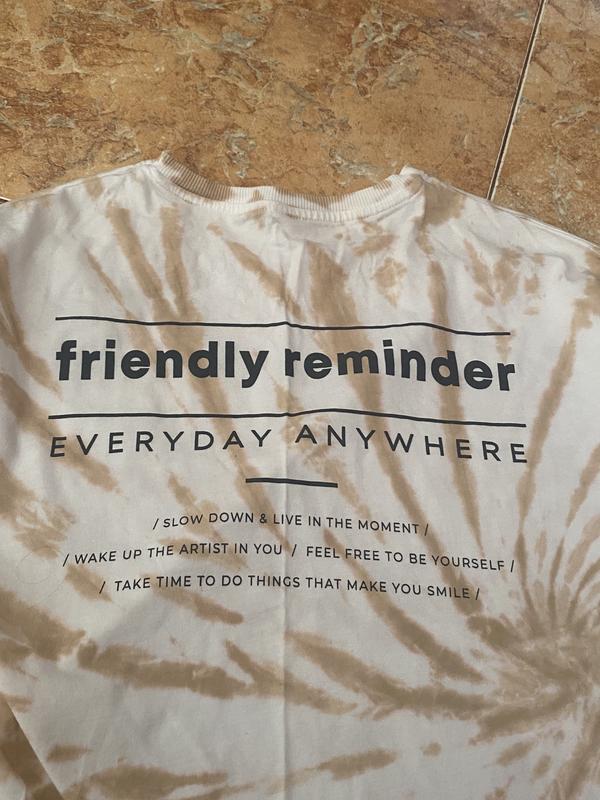 friendly reminder
EVERYDAY ANYWHERE
/ SLOW DOWN & LIVE IN THE MOMENT /
/ WAKE UP THE ARTIST IN YOU / FEEL FREE TO BE YOURSELF /
/ TAKE TIME TO DO THINGS THAT MAKE YOU SMILE /